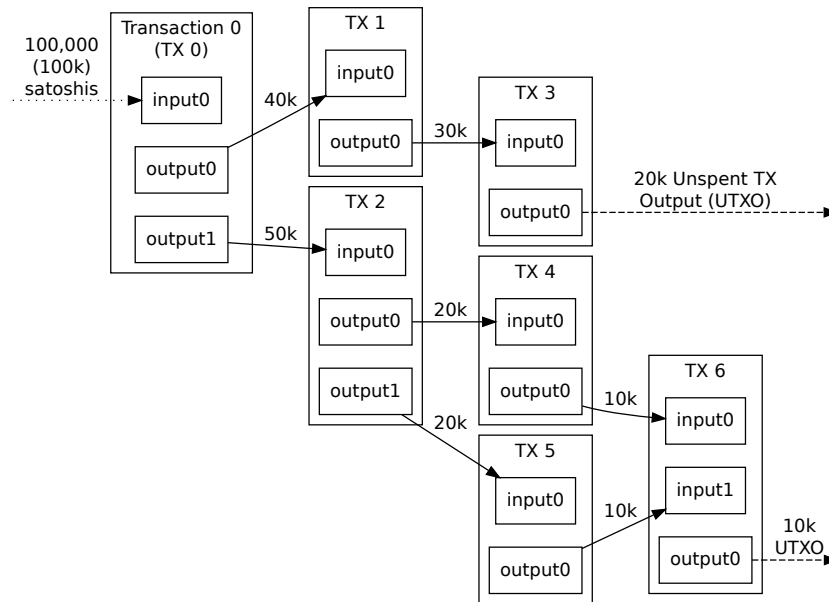 100,000
(100k)
satoshis
Transaction 0
(TX 0)
input0
output0
output1
40k
50k
TX 1
input0
output0
30k
TX 2
input0
output0
output1
20k
20k
TX 3
input0
output0
20k Unspent TX
Output (UTXO)
TX 4
input0
output0
10k
TX 5
input0
output0
10k
TX 6
input0
input1
output0
10k
UTXO